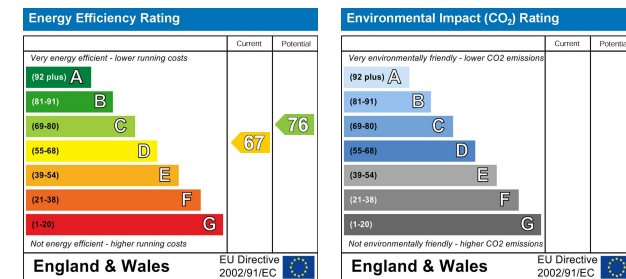 Energy Efficiency Rating
Current Potential
Very energy efficient - lower running costs
(92 plus) A
(81-91) B
(69-80) C
(55-68) D
(39-54) E
(21-38) F
(1-20) G
67
76
Not energy efficient - higher running costs
England & Wales
EU Directive
2002/91/EC
Environmental Impact (CO₂) Rating
Current Potential
Very environmentally friendly - lower CO2 emissions
(92 plus) A
(81-91) B
(69-80) C
(55-68) D
(39-54) E
(21-38) F
(1-20) G
Not environmentally friendly - higher CO2 emissions
England & Wales
EU Directive
2002/91/EC